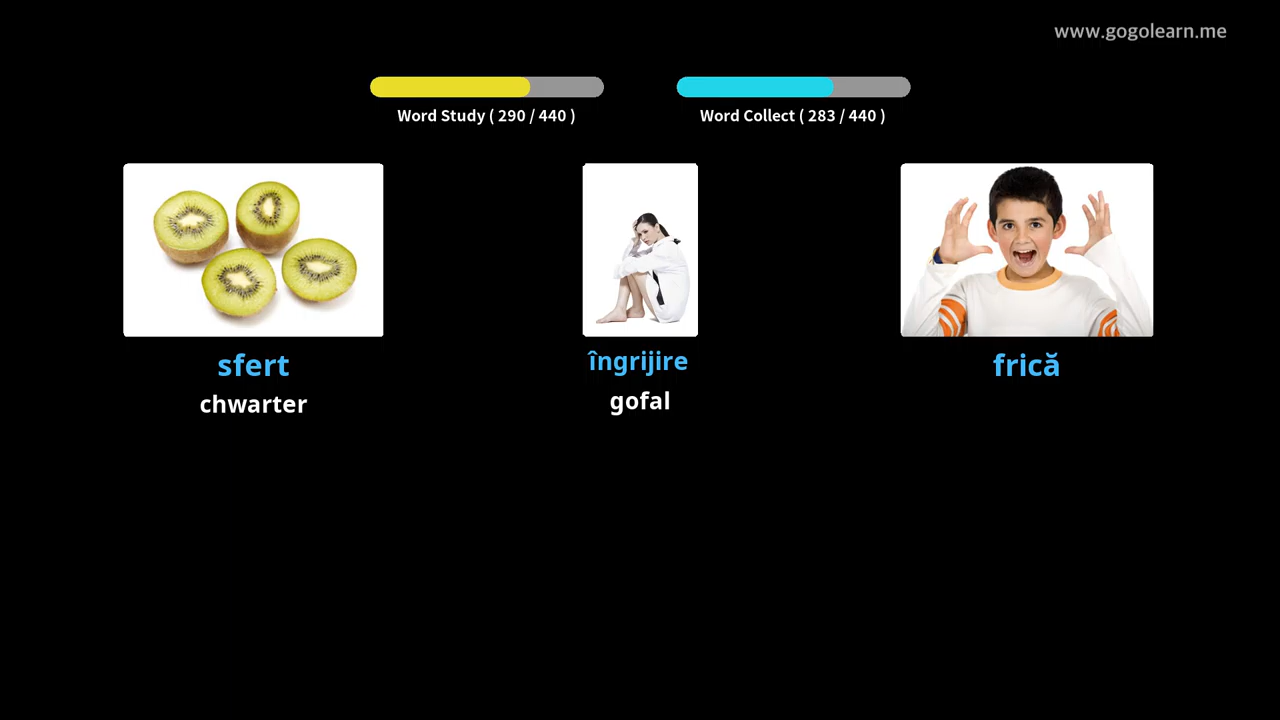 www.gogolearn.me
Word Study ( 290 / 440 )
Word Collect ( 283 / 440 )
sfert
îngrijire
frică
chwarter
gofal